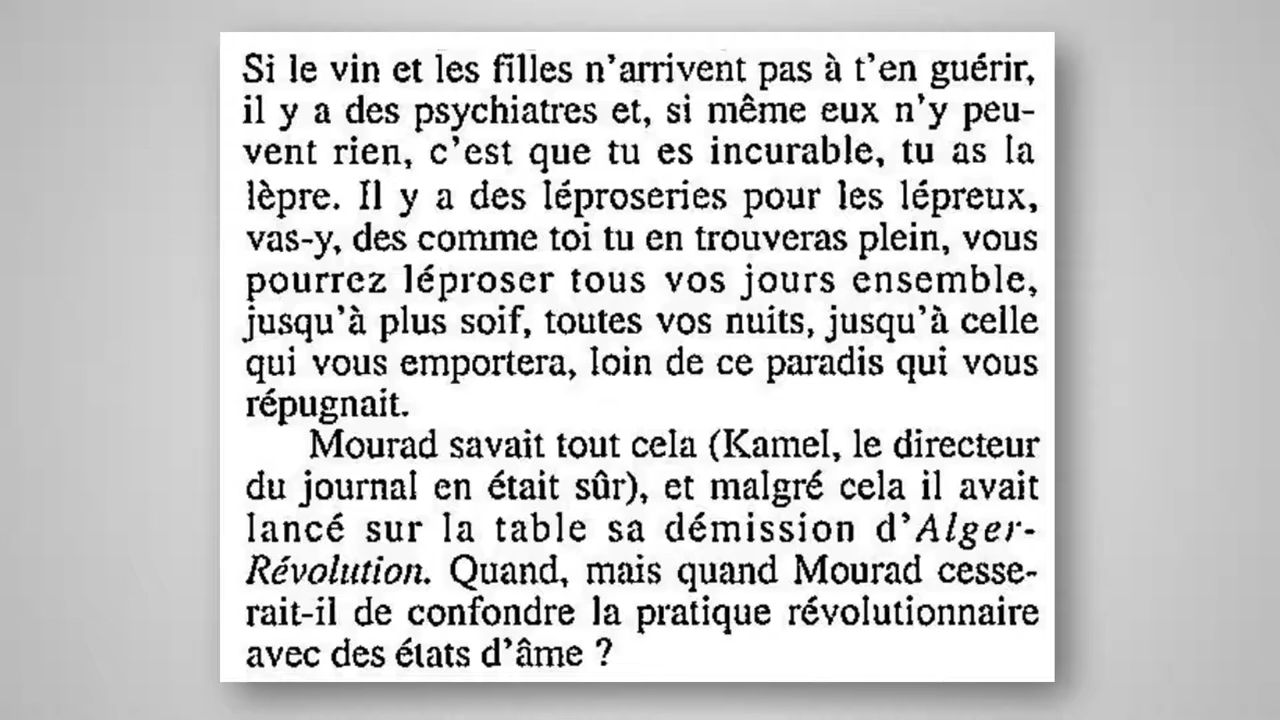 Si le vin et les filles n'arrivent pas à t'en guérir,
il y a des psychiatres et, si même eux n'y peu-
vent rien, c'est que tu es incurable, tu as la
lèpre. Il y a des léproseries pour les lépreux,
vas-y, des comme toi tu en trouveras plein, vous
pourrez léproser tous vos jours ensemble,
jusqu'à plus soif, toutes vos nuits, jusqu'à celle
qui vous emportera, loin de ce paradis qui vous
répugnait.
Mourad savait tout cela (Kamel, le directeur
du journal en était sûr), et malgré cela il avait
lancé sur la table sa démission d'Alger-
Révolution. Quand, mais quand Mourad cesse-
rait-il de confondre la pratique révolutionnaire
avec des états d'âme ?